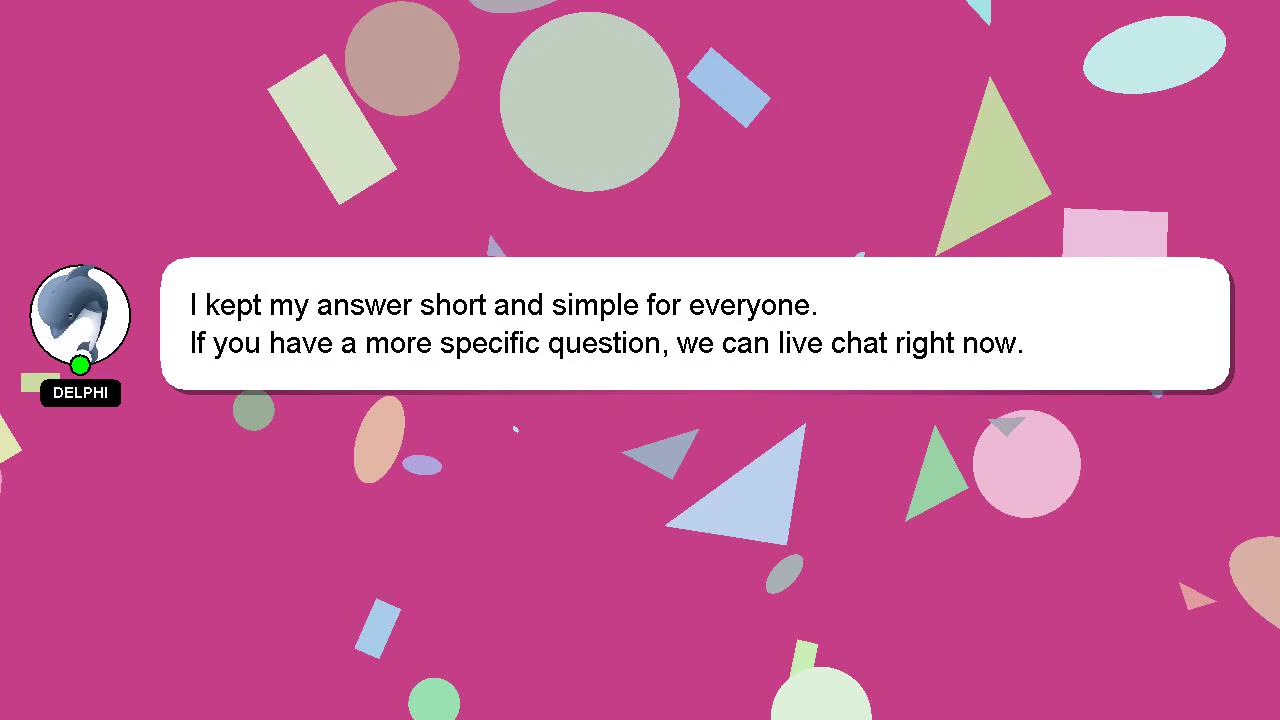 I kept my answer short and simple for everyone.
If you have a more specific question, we can live chat right now.
DELPHI